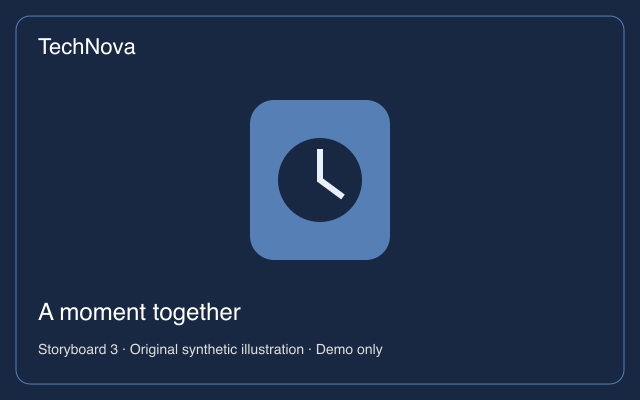 TechNova
A moment together
Storyboard 3 · Original synthetic illustration · Demo only